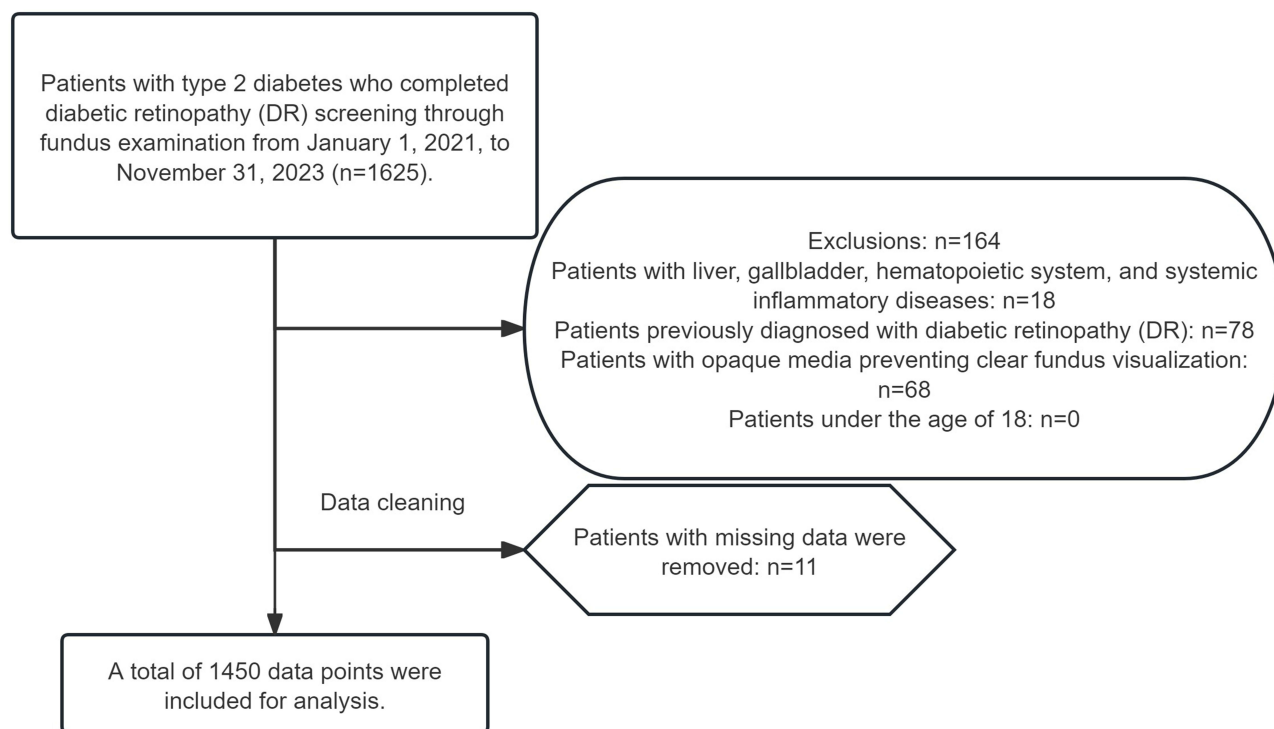 Patients with type 2 diabetes who completed
diabetic retinopathy (DR) screening through
fundus examination from January 1, 2021, to
November 31, 2023 (n=1625).
Exclusions: n=164
Patients with liver, gallbladder, hematopoietic system, and systemic
inflammatory diseases: n=18
Patients previously diagnosed with diabetic retinopathy (DR): n=78
Patients with opaque media preventing clear fundus visualization:
n=68
Patients under the age of 18: n=0
Data cleaning
Patients with missing data were
removed: n=11
A total of 1450 data points were
included for analysis.